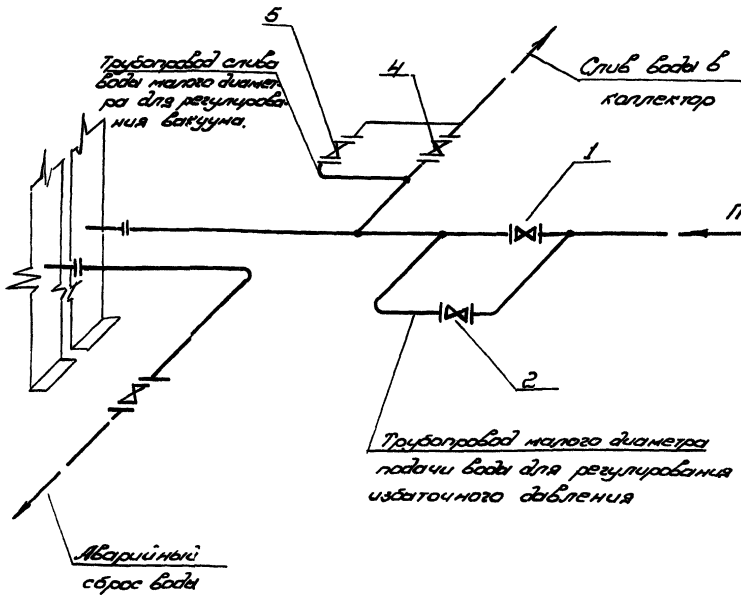 5
Трубопровод слива
воды малого диамет-
ра для регулирова-
ния вакуума.
4
Слив воды в
коллектор
1
П
2
Трубопровод малого диаметра
подачи воды для регулирования
избыточного давления
Аварийный
сброс воды